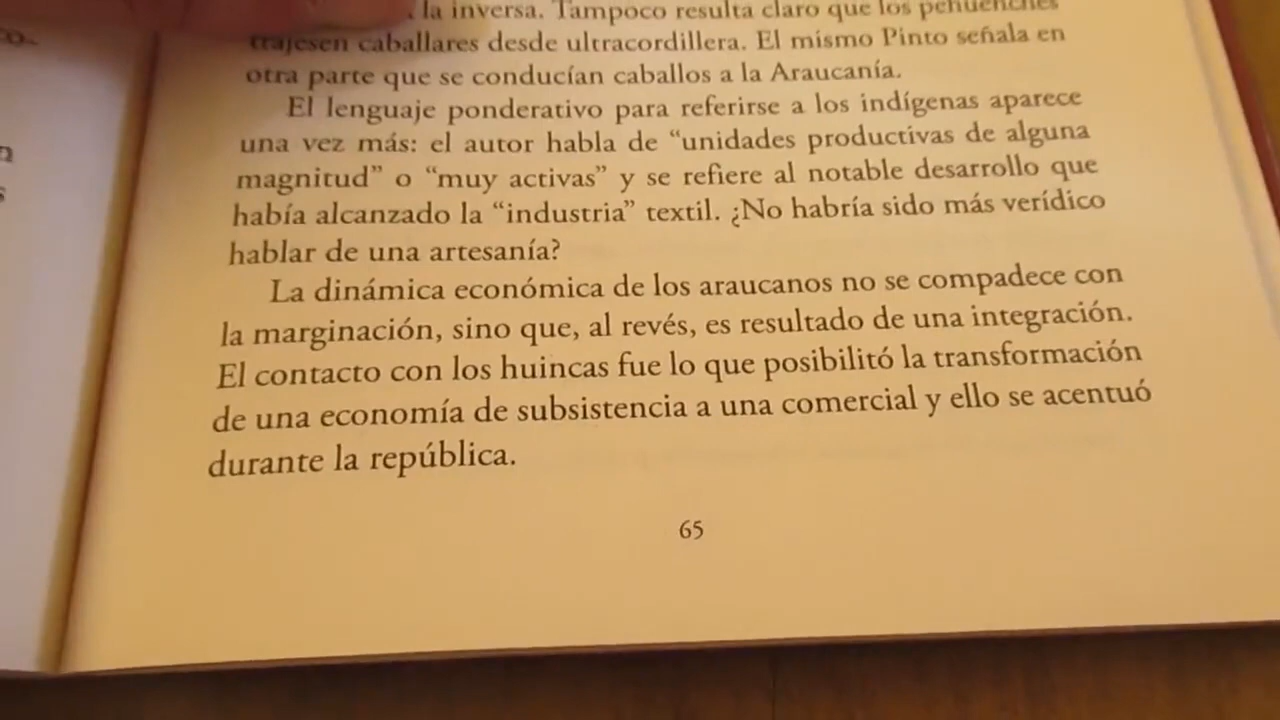 la inversa. Tampoco resulta claro que los pehuenches
trajesen caballares desde ultracordillera. El mismo Pinto señala en
otra parte que se conducían caballos a la Araucanía.
El lenguaje ponderativo para referirse a los indígenas aparece
una vez más: el autor habla de “unidades productivas de alguna
magnitud” o “muy activas” y se refiere al notable desarrollo que
había alcanzado la “industria” textil. ¿No habría sido más verídico
hablar de una artesanía?
La dinámica económica de los araucanos no se compadece con
la marginación, sino que, al revés, es resultado de una integración.
El contacto con los huincas fue lo que posibilitó la transformación
de una economía de subsistencia a una comercial y ello se acentuó
durante la república.
65